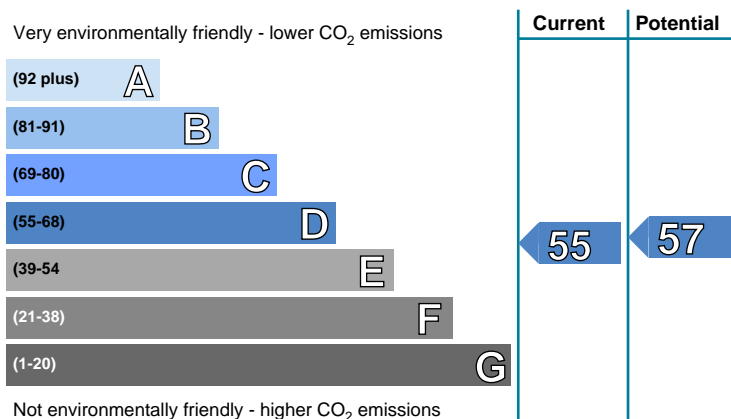 Current Potential
Very environmentally friendly - lower CO2 emissions
(92 plus) A
(81-91) B
(69-80) C
(55-68) D
55 57
(39-54 E
(21-38) F
(1-20) G
Not environmentally friendly - higher CO2 emissions